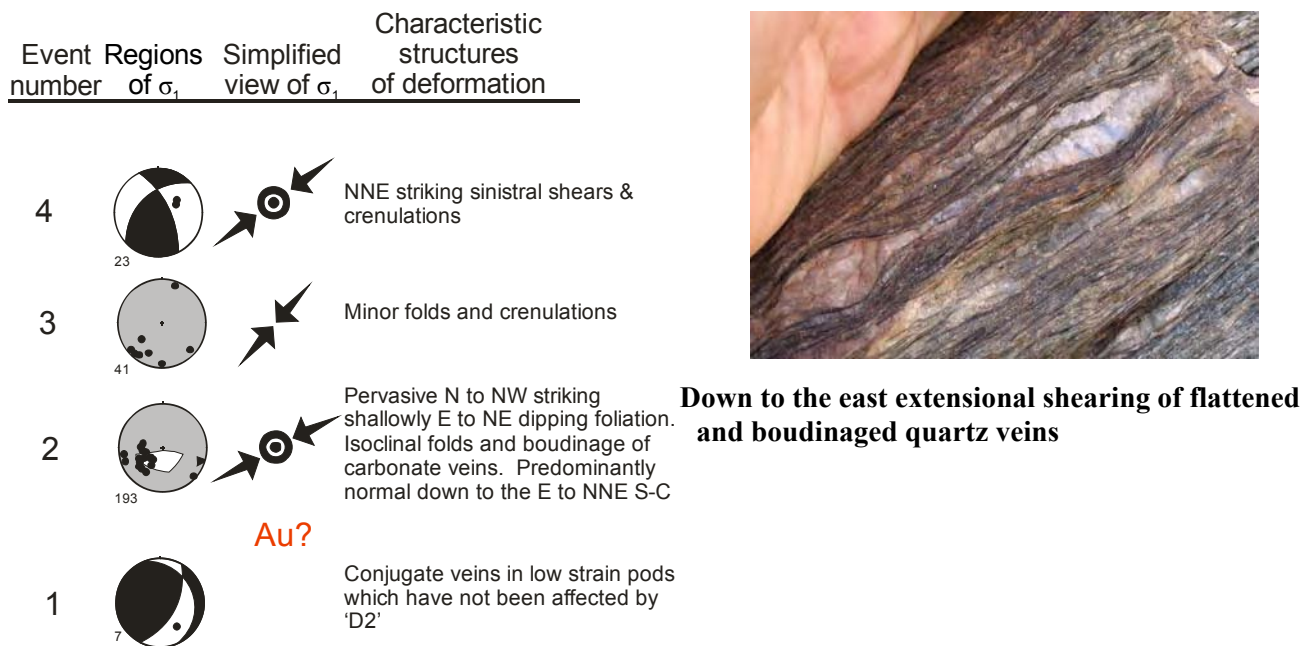 Event number
Regions of σ₁
Simplified view of σ₁
Characteristic structures of deformation
4
23
NNE striking sinistral shears &
crenulations
3
41
Minor folds and crenulations
2
193
Pervasive N to NW striking
shallowly E to NE dipping foliation.
Isoclinal folds and boudinage of
carbonate veins. Predominantly
normal down to the E to NNE S-C
Au?
1
7
Conjugate veins in low strain pods
which have not been affected by
‘D2’
Down to the east extensional shearing of flattened
and boudinaged quartz veins